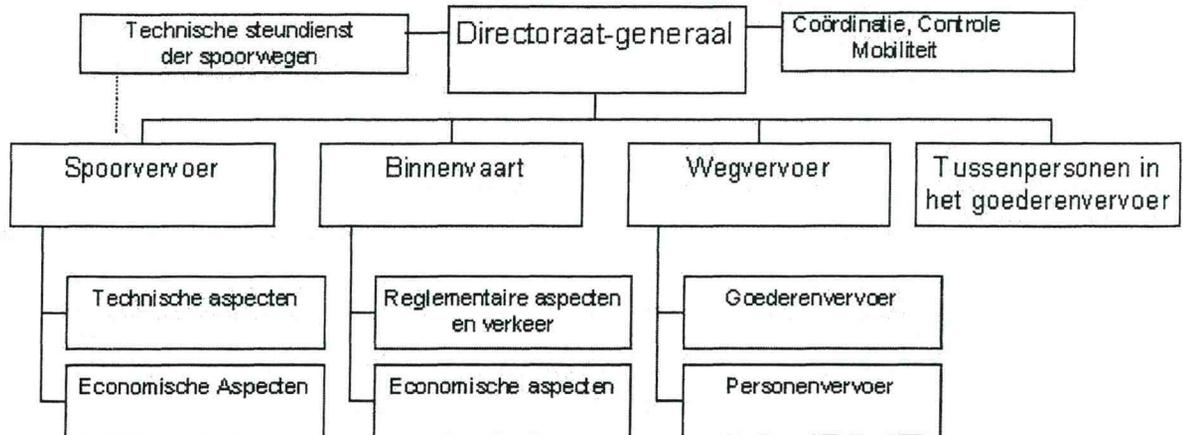 Technische steundienst
der spoorwegen
Directoraat-generaal
Coördinatie, Controle
Mobiliteit
Spoorvervoer
Binnenvaart
Wegvervoer
Tussenpersonen in
het goederenvervoer
Technische aspecten
Reglementaire aspecten
en verkeer
Goederenvervoer
Economische Aspecten
Economische aspecten
Personenvervoer